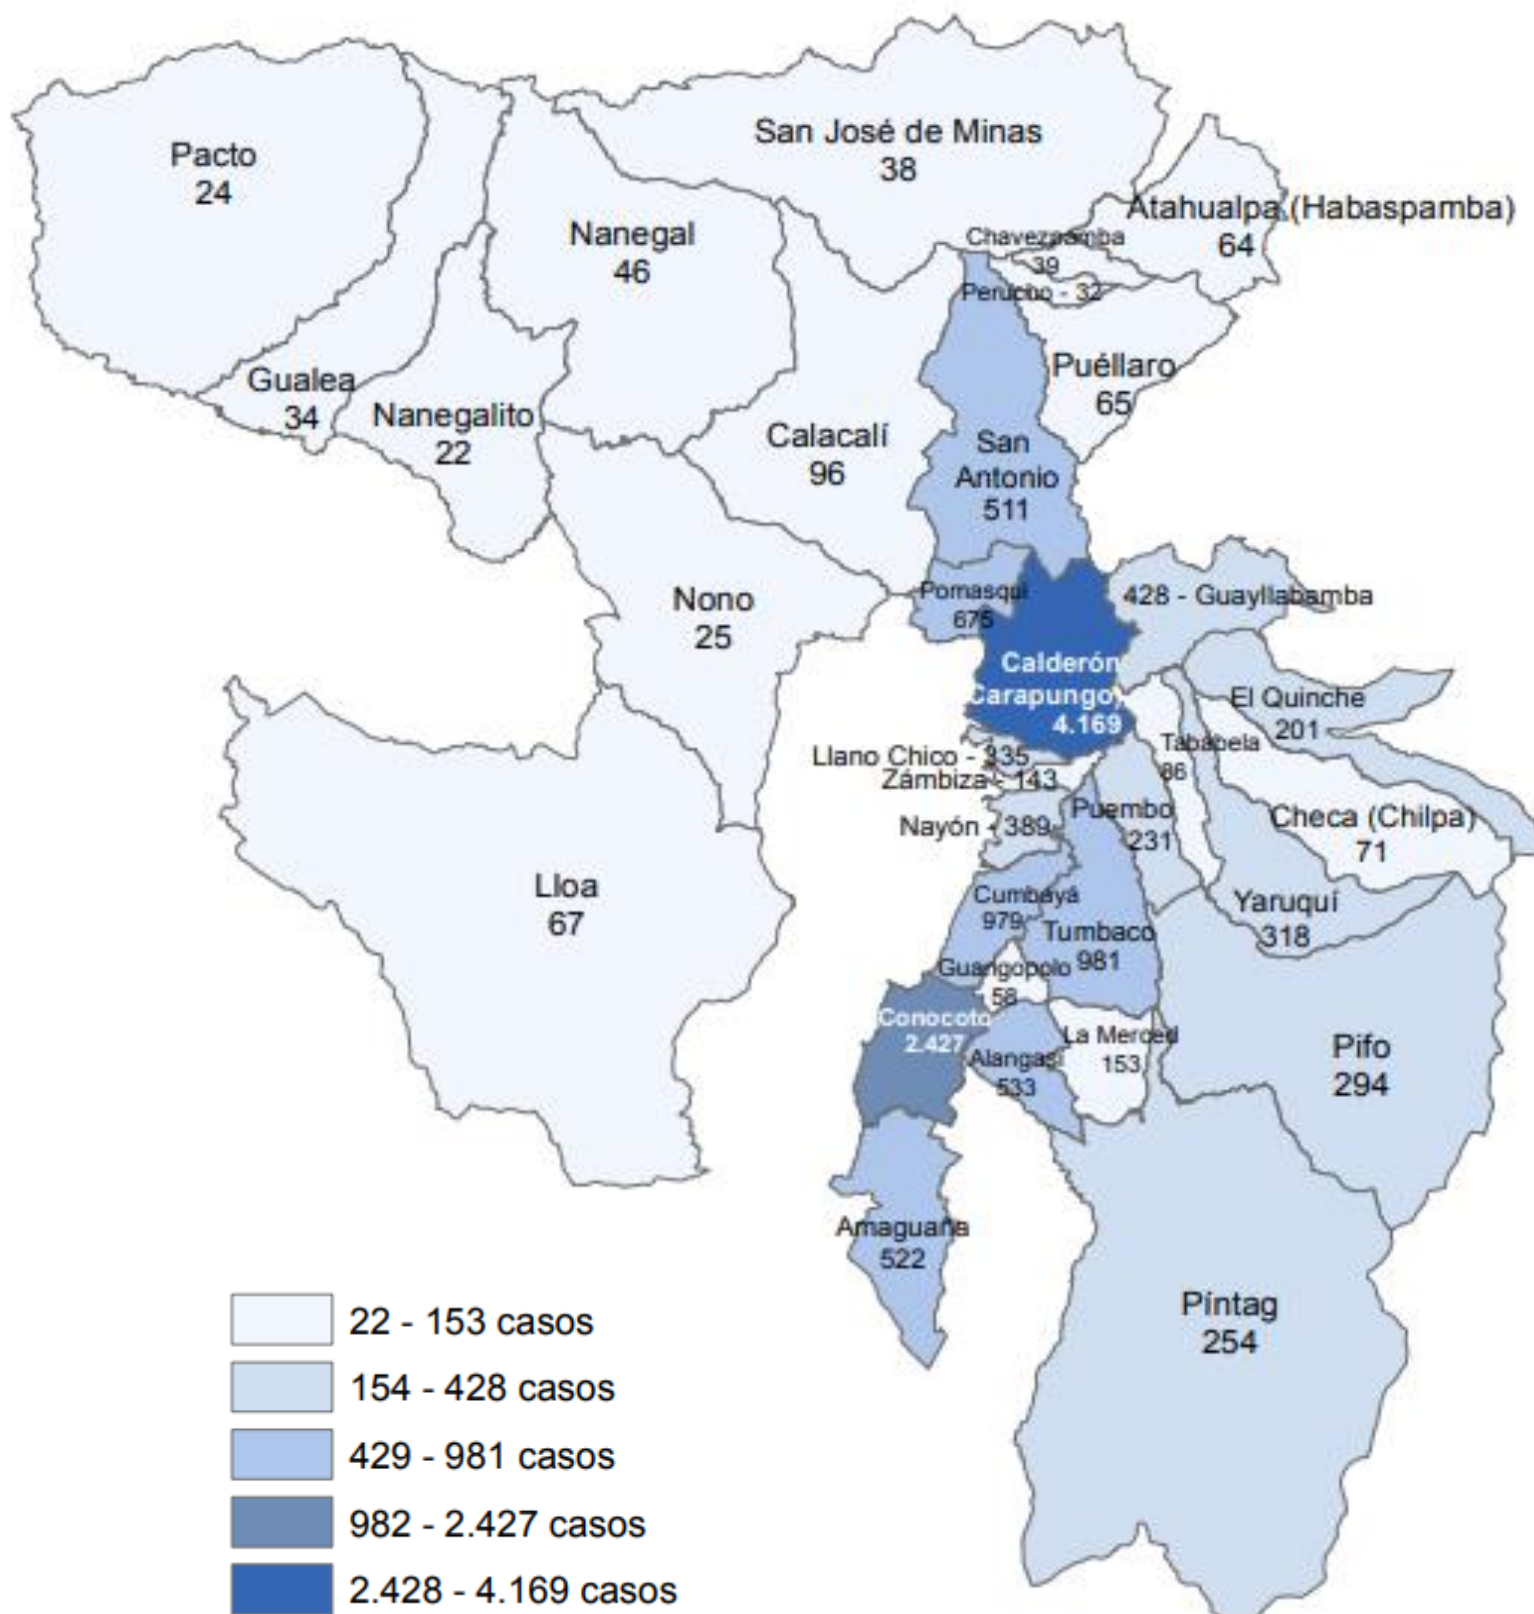 Pacto
24
San José de Minas
38
Atahualpa (Habaspamba)
64
Nanegal
46
Chavezpamba
39
Perucho - 32
Puéllaro
65
Gualea
34
Nanegalito
22
Calacalí
96
San
Antonio
511
Nono
25
Pomasqui
675
428 - Guayllabamba
Calderón
(Carapungo)
4.169
El Quinche
201
Tababela
86
Llano Chico - 335
Zámbiza - 143
Nayón - 389
Puembo
231
Checa (Chilpa)
71
Lloa
67
Cumbayá
979
Tumbaco
981
Yaruquí
318
Guangopolo
58
Conocoto
2.427
Alangasí
533
La Merced
153
Pifo
294
Amaguaña
522
Píntag
254
22 - 153 casos
154 - 428 casos
429 - 981 casos
982 - 2.427 casos
2.428 - 4.169 casos